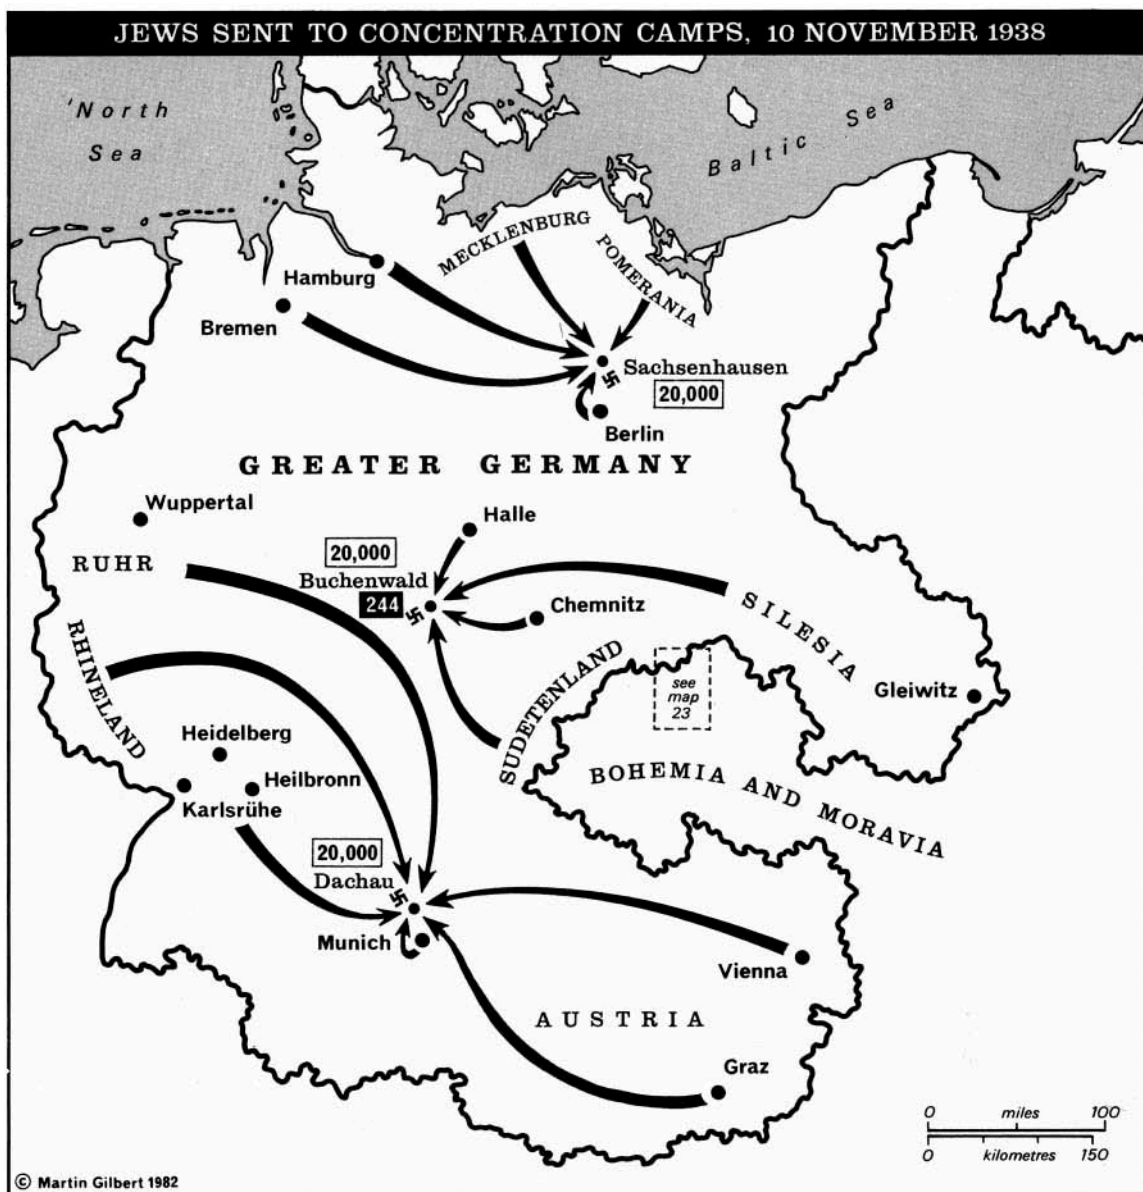 JEWS SENT TO CONCENTRATION CAMPS, 10 NOVEMBER 1938
'North
Sea
Baltic Sea
MECKLENBURG
POMERANIA
Hamburg
Bremen
Sachsenhausen
20,000
Berlin
GREATER GERMANY
Wuppertal
Halle
RUHR
20,000
Buchenwald
244
Chemnitz
SILESIA
RHINELAND
SUDETENLAND
see
map
23
Gleiwitz
Heidelberg
Heilbronn
Karlsrühe
BOHEMIA AND MORAVIA
20,000
Dachau
Munich
Vienna
AUSTRIA
Graz
0 miles 100
0 kilometres 150
© Martin Gilbert 1982